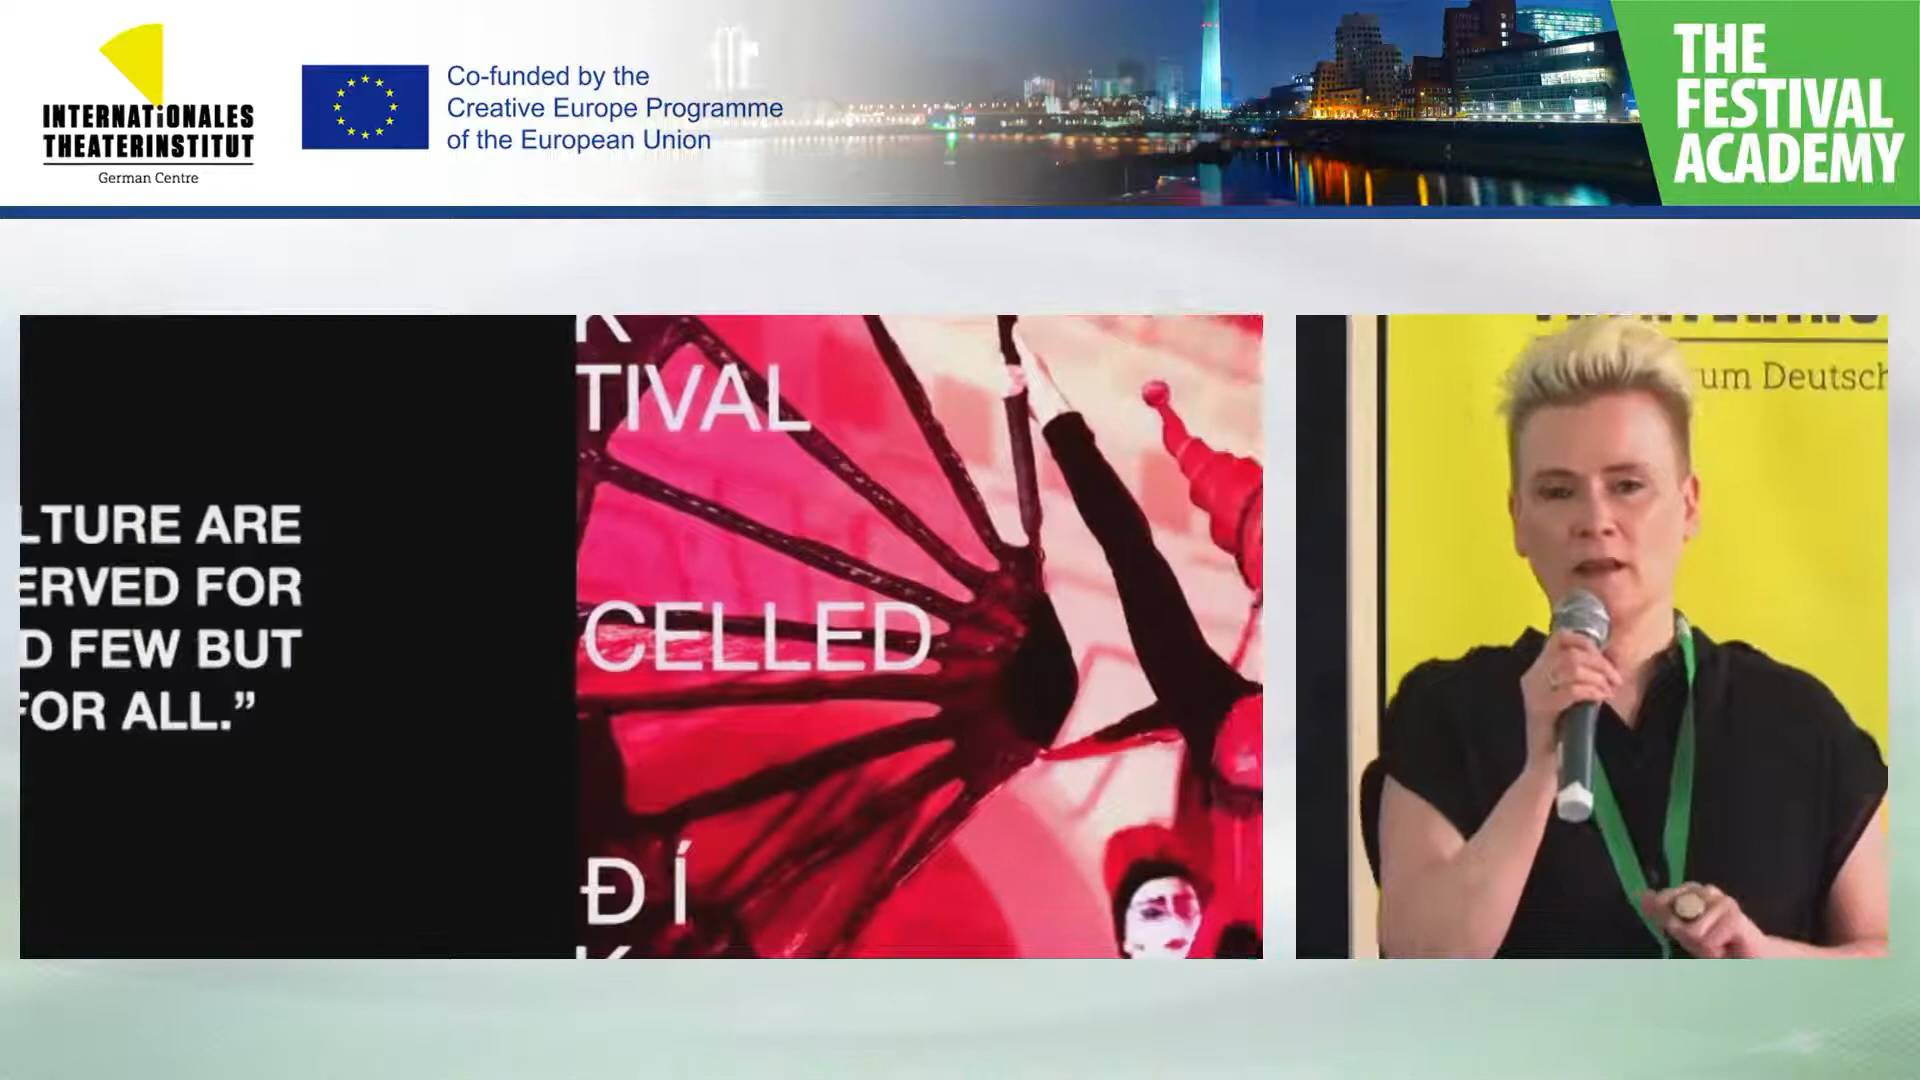 INTERNATiONALES
THEATERINSTITUT
German Centre
Co-funded by the
Creative Europe Programme
of the European Union
THE
FESTIVAL
ACADEMY
LTURE ARE
ERVED FOR
D FEW BUT
FOR ALL.”
K
TIVAL
CELLED
ÐÍ
um Deutsch